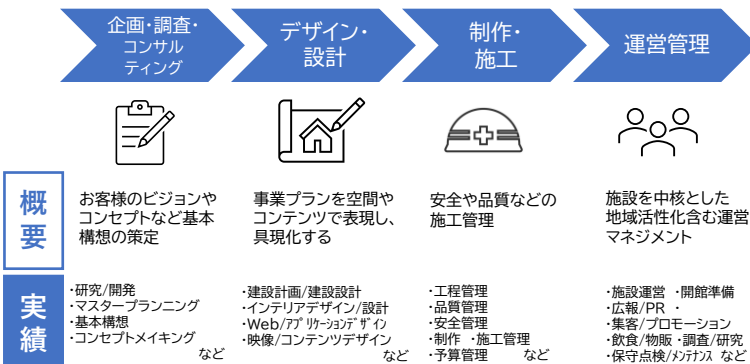 企画・調査・
コンサル
ティング
デザイン・
設計
制作・
施工
運営管理
概
要
お客様のビジョンや
コンセプトなど基本
構想の策定
事業プランを空間や
コンテンツで表現し、
具現化する
安全や品質などの
施工管理
施設を中核とした
地域活性化含む運営
マネジメント
実
績
・研究/開発
・マスタープランニング
・基本構想
・コンセプトメイキング
など
・建設計画/建設設計
・インテリアデザイン/設計
・Web/ｱﾌﾟﾘｹｰｼｮﾝﾃﾞｻﾞｲﾝ
・映像/コンテンツデザイン
など
・工程管理
・品質管理
・安全管理
・制作 ・施工管理
・予算管理 など
・施設運営 ・開館準備
・広報/PR ・
・集客/プロモーション
・飲食/物販 ・調査/研究
・保守点検/ﾒﾝﾃﾅﾝｽ など